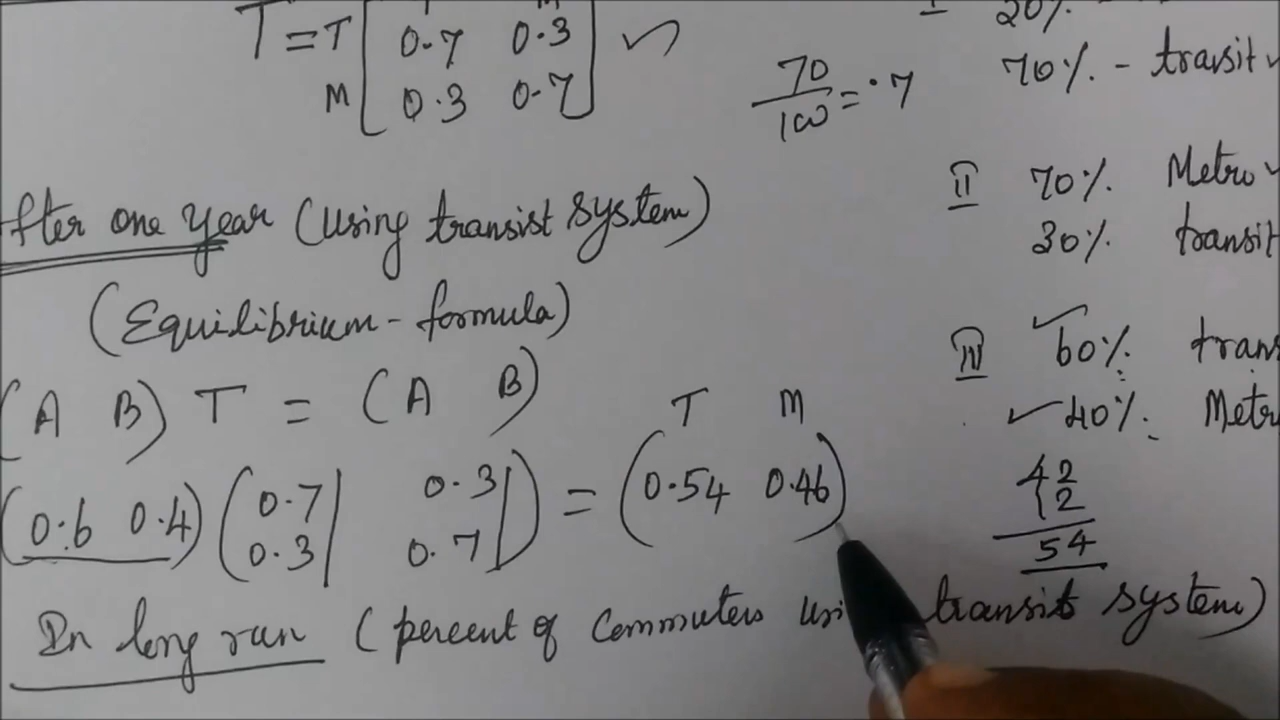 T = T [ 0.7 0.3 ]
M [ 0.3 0.7 ]
70/100 = .7
I 20%. -
70%. - transit
II 70%. Metro
30%. transit
III 60%. trans
40%. Metr
42
12
54
After one year (Using transist system)
(Equilibrium - formula)
(A B) T = (A B)
T M
(0.6 0.4) (0.7 0.3 = (0.54 0.46)
0.3 0.7)
In long run (percent of Commuters usi transit system)